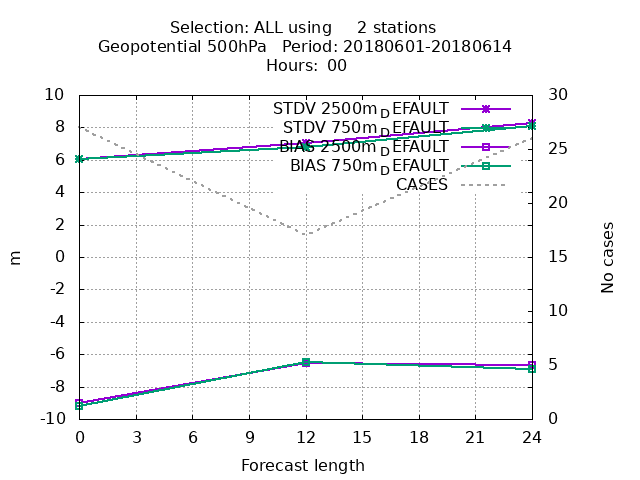 Selection: ALL using 2 stations
Geopotential 500hPa Period: 20180601-20180614
Hours: 00
10
8
6
4
2
0
-2
-4
-6
-8
-10
m
STDV 2500m_DEFAULT
STDV 750m_DEFAULT
BIAS 2500m_DEFAULT
BIAS 750m_DEFAULT
CASES
30
25
20
15
10
5
0
No cases
0 3 6 9 12 15 18 21 24
Forecast length